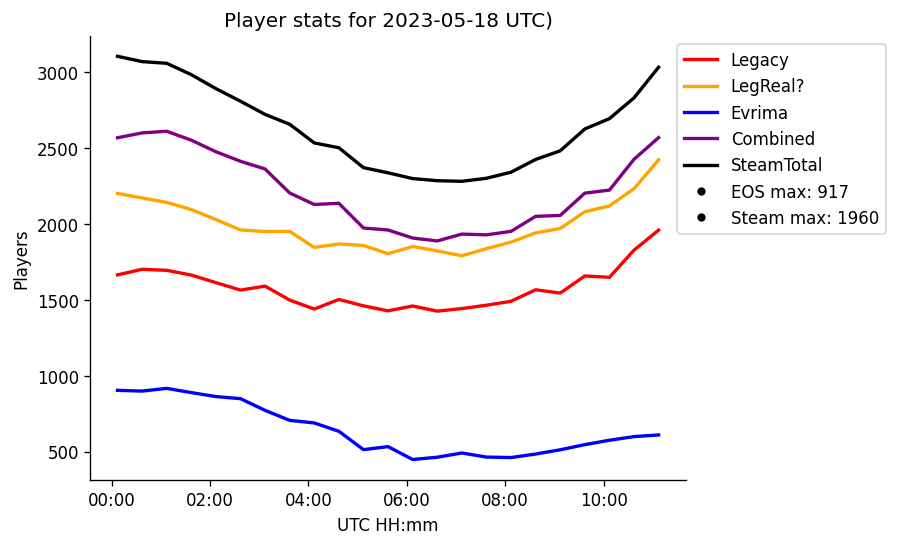 Player stats for 2023-05-18 UTC)
Legacy
LegReal?
Evrima
Combined
SteamTotal
EOS max: 917
Steam max: 1960
Players
3000
2500
2000
1500
1000
500
00:00 02:00 04:00 06:00 08:00 10:00
UTC HH:mm